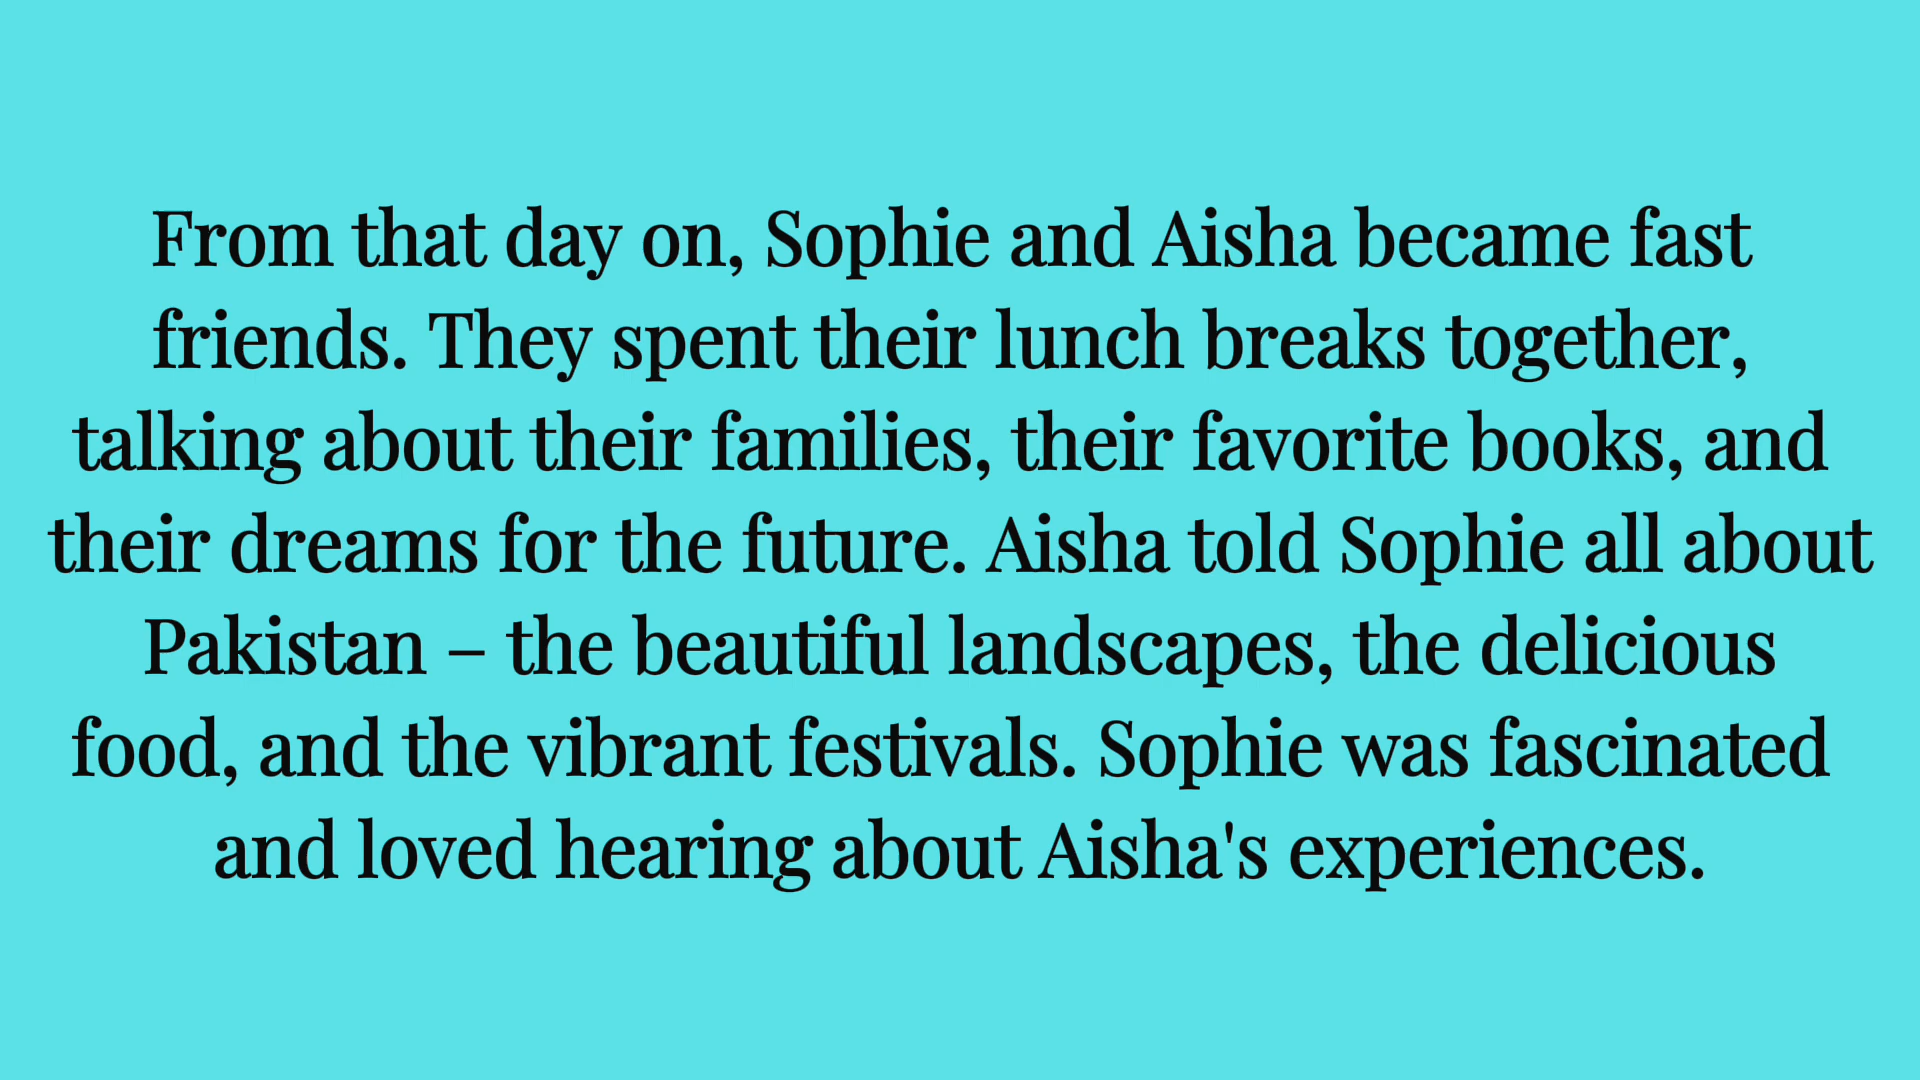 From that day on, Sophie and Aisha became fast
friends. They spent their lunch breaks together,
talking about their families, their favorite books, and
their dreams for the future. Aisha told Sophie all about
Pakistan – the beautiful landscapes, the delicious
food, and the vibrant festivals. Sophie was fascinated
and loved hearing about Aisha's experiences.